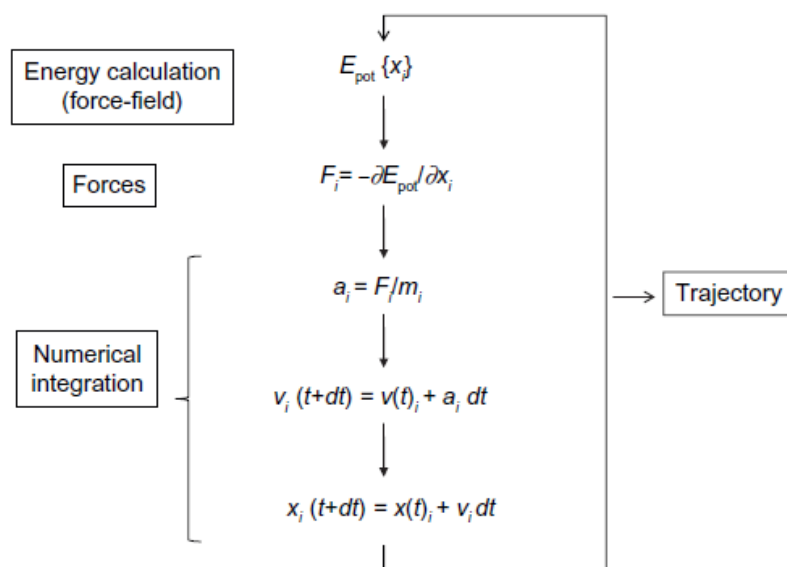 Energy calculation
(force-field)
E_pot {x_i}
Forces
F_i = –∂E_pot/∂x_i
a_i = F_i/m_i
Trajectory
Numerical
integration
v_i (t+dt) = v(t)_i + a_i dt
x_i (t+dt) = x(t)_i + v_i dt